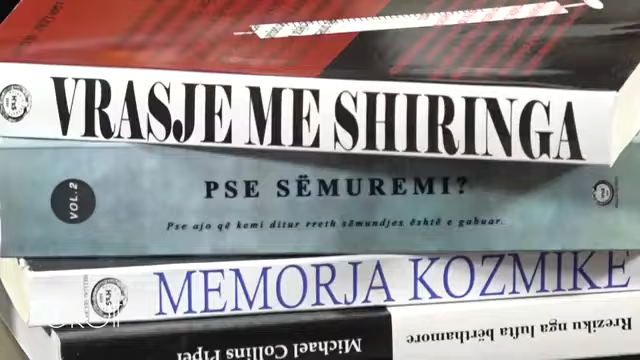 VRASJE ME SHIRINGA
VOL.2
PSE SËMUREMI?
Pse ajo që kemi ditur rreth sëmundjes është e gabuar.
MEMORJA KOZMIKE
Rreziku nga lufta bërthamore
Michael Collins Piper